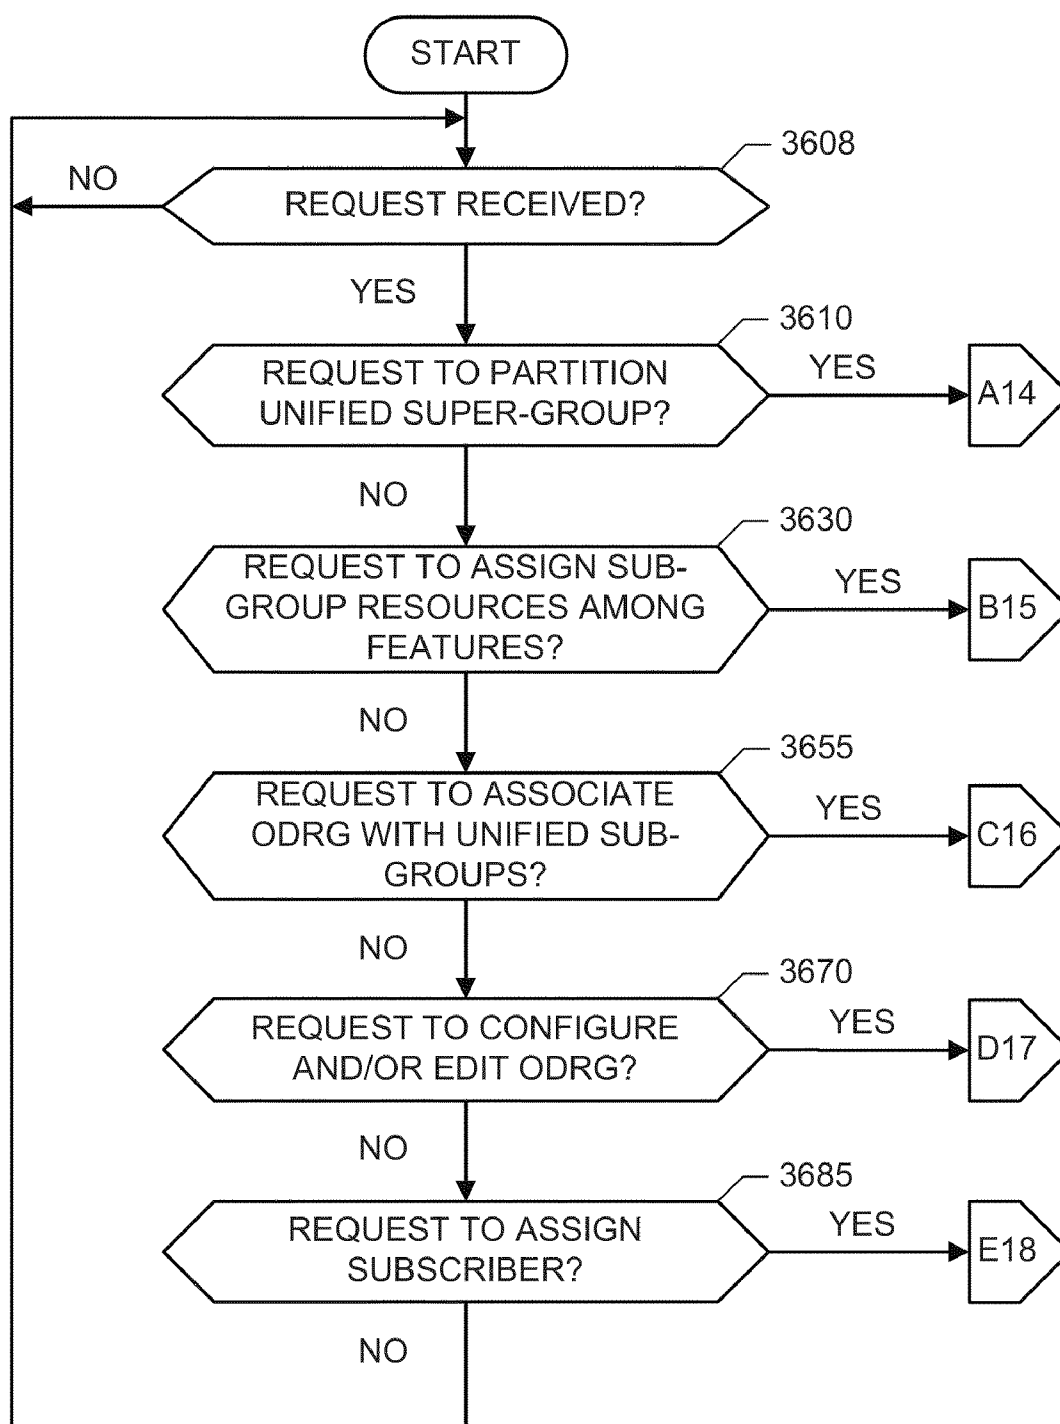 START
3608
NO
REQUEST RECEIVED?
YES
3610
REQUEST TO PARTITION
UNIFIED SUPER-GROUP?
YES
A14
NO
3630
REQUEST TO ASSIGN SUB-
GROUP RESOURCES AMONG
FEATURES?
YES
B15
NO
3655
REQUEST TO ASSOCIATE
ODRG WITH UNIFIED SUB-
GROUPS?
YES
C16
NO
3670
REQUEST TO CONFIGURE
AND/OR EDIT ODRG?
YES
D17
NO
3685
REQUEST TO ASSIGN
SUBSCRIBER?
YES
E18
NO